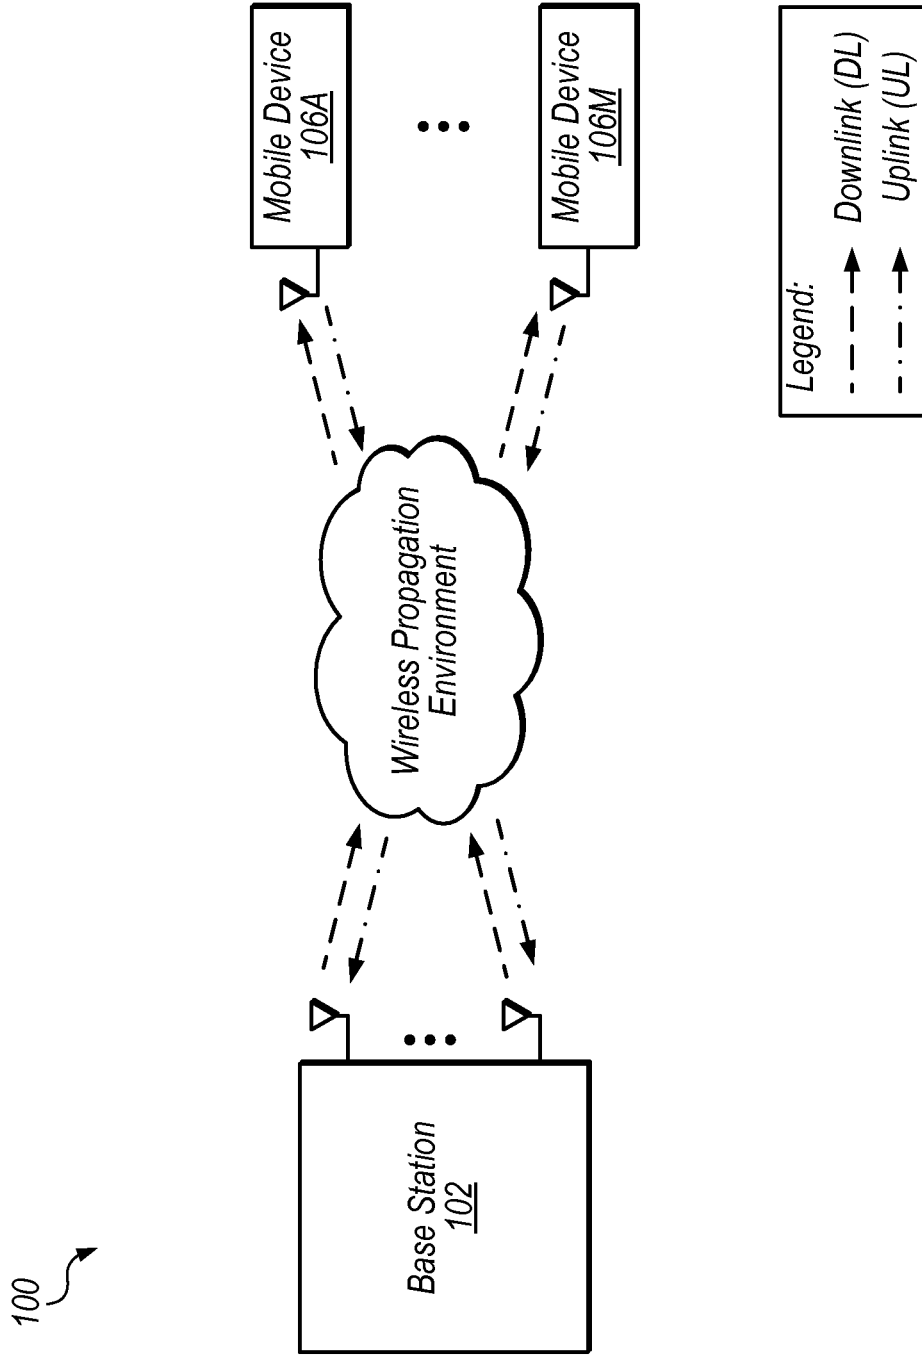 100
Base Station
102
Wireless Propagation
Environment
Mobile Device
106A
Mobile Device
106M
Legend:
Downlink (DL)
Uplink (UL)